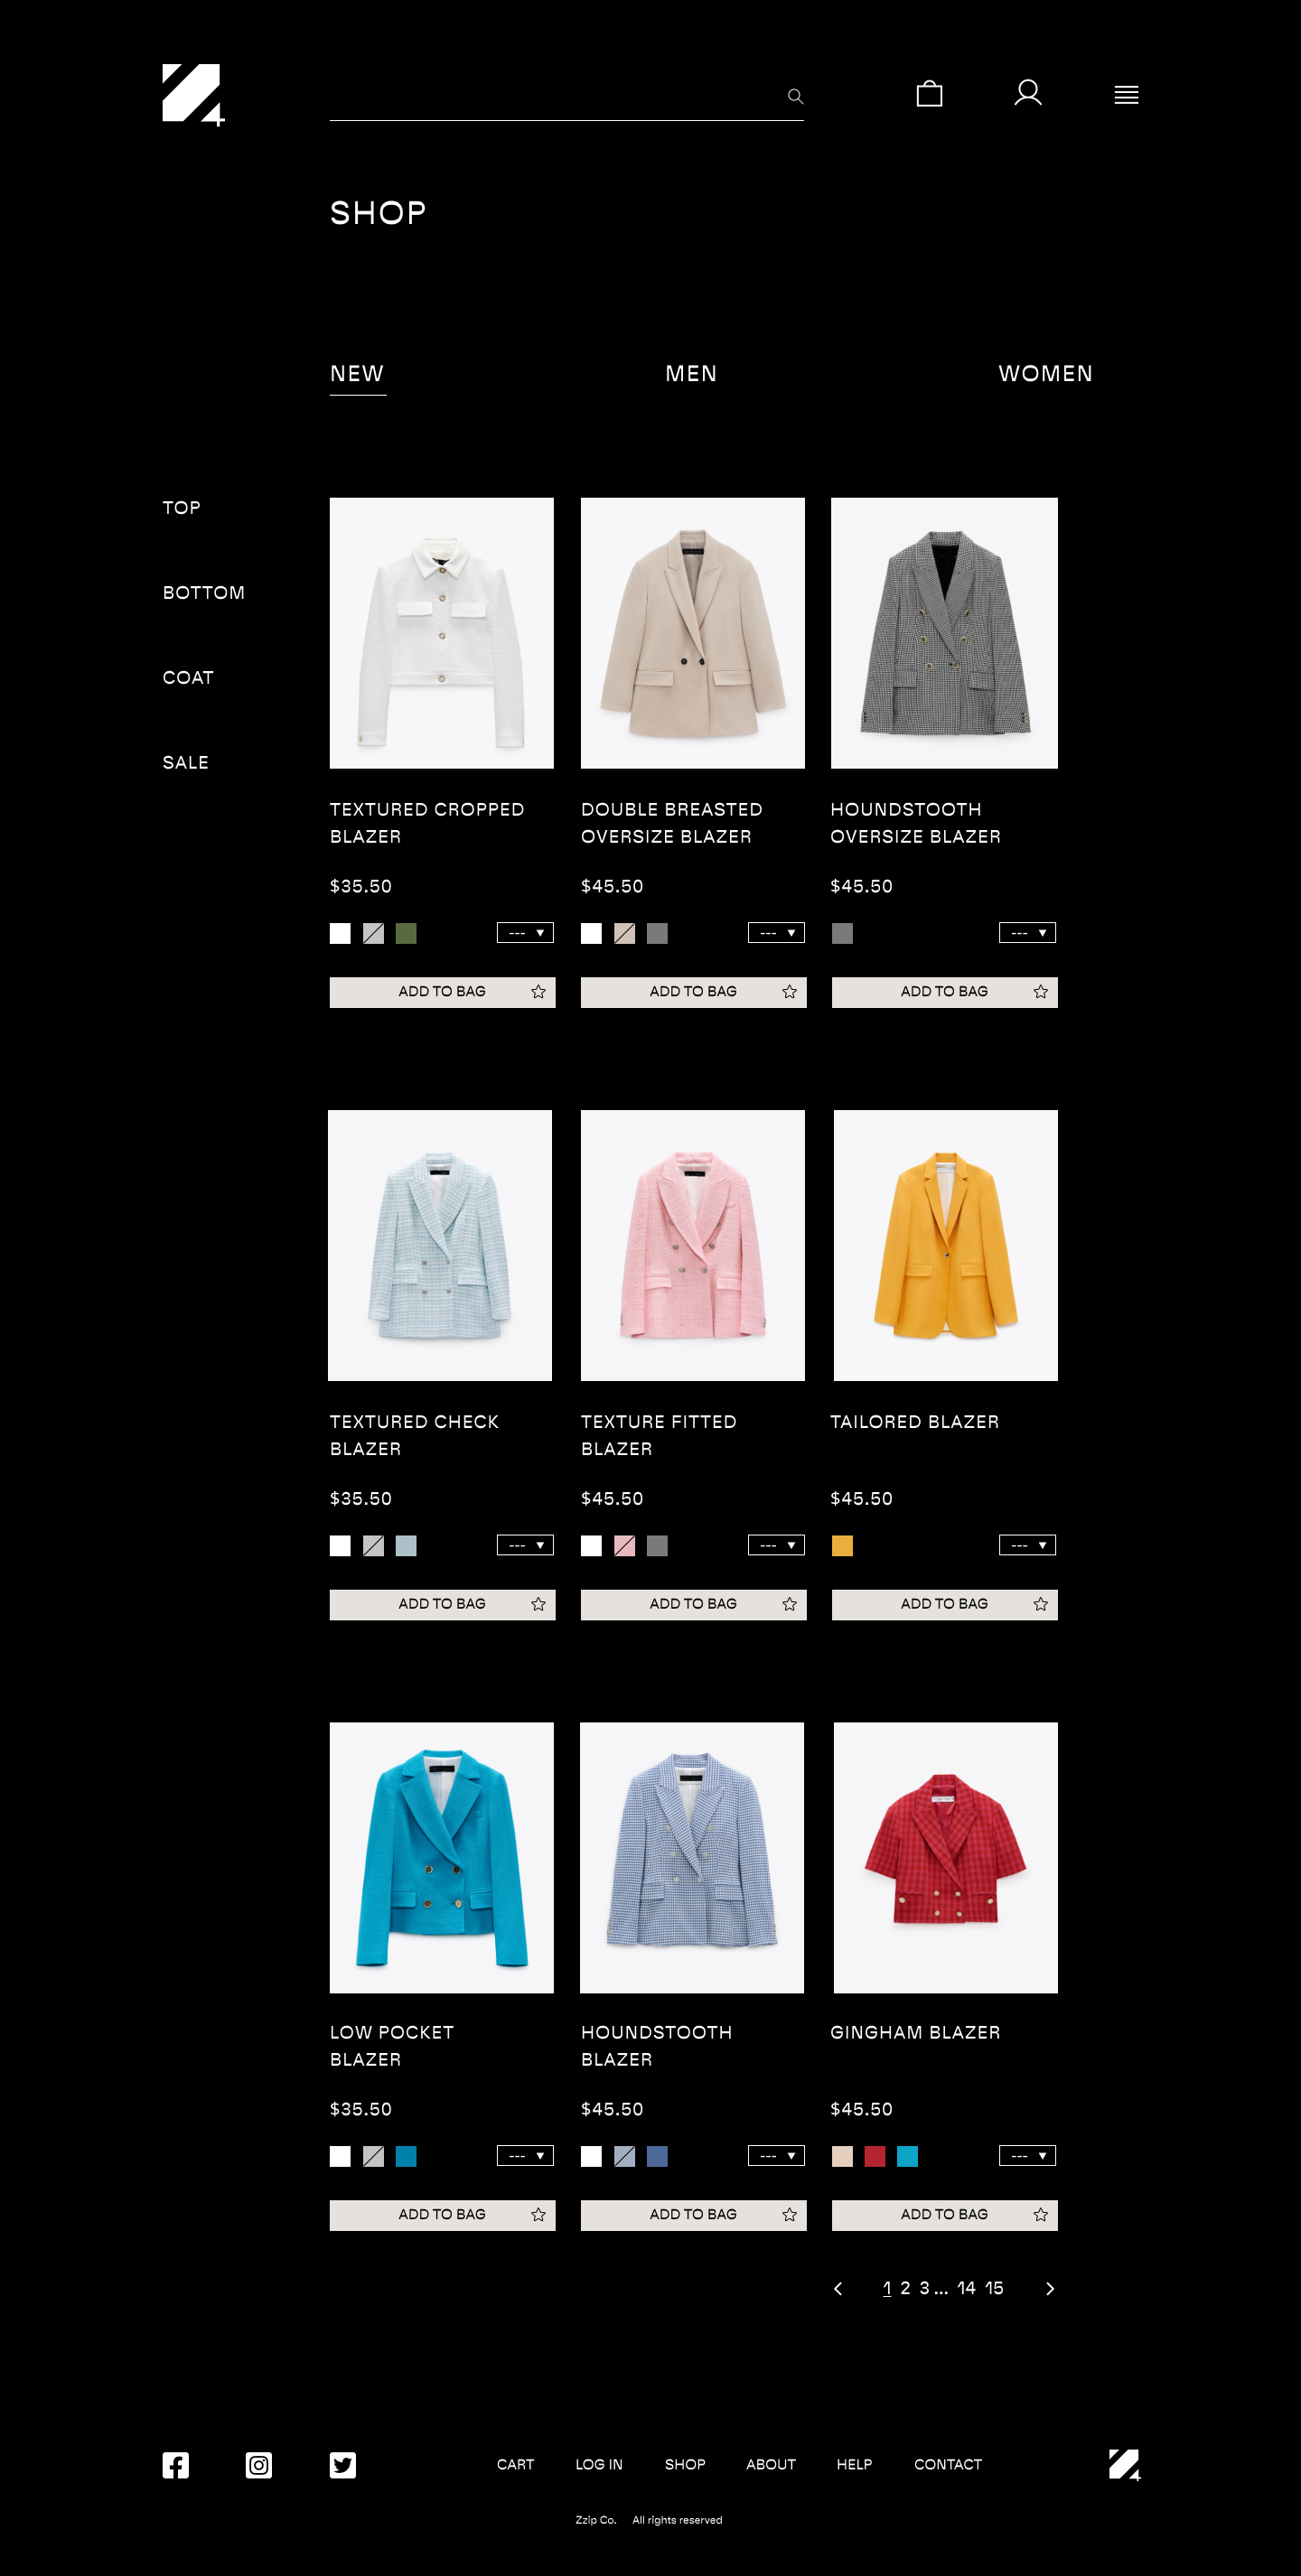 SHOP
NEW
MEN
WOMEN
TOP
BOTTOM
COAT
SALE
TEXTURED CROPPED
BLAZER
$35.50
---
ADD TO BAG
DOUBLE BREASTED
OVERSIZE BLAZER
$45.50
---
ADD TO BAG
HOUNDSTOOTH
OVERSIZE BLAZER
$45.50
---
ADD TO BAG
TEXTURED CHECK
BLAZER
$35.50
---
ADD TO BAG
TEXTURE FITTED
BLAZER
$45.50
---
ADD TO BAG
TAILORED BLAZER
$45.50
---
ADD TO BAG
LOW POCKET
BLAZER
$35.50
---
ADD TO BAG
HOUNDSTOOTH
BLAZER
$45.50
---
ADD TO BAG
GINGHAM BLAZER
$45.50
---
ADD TO BAG
1 2 3 ... 14 15
CART LOG IN SHOP ABOUT HELP CONTACT
Zzip Co. All rights reserved